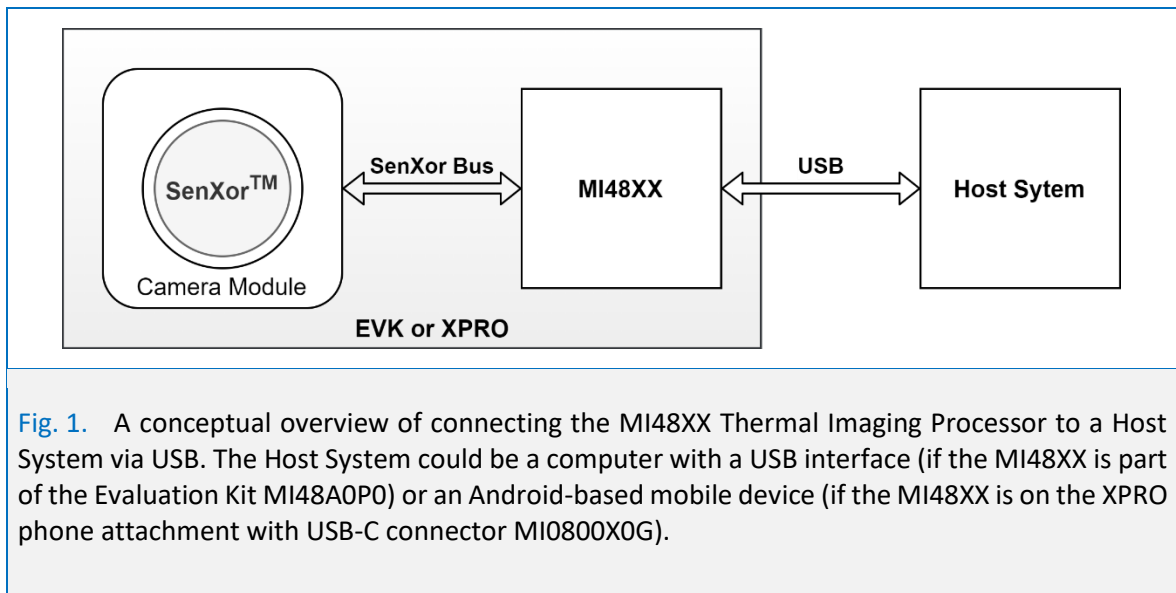 SenXor™
Camera Module
SenXor Bus
MI48XX
USB
Host Sytem
EVK or XPRO
Fig. 1. A conceptual overview of connecting the MI48XX Thermal Imaging Processor to a Host
System via USB. The Host System could be a computer with a USB interface (if the MI48XX is part
of the Evaluation Kit MI48A0P0) or an Android-based mobile device (if the MI48XX is on the XPRO
phone attachment with USB-C connector MI0800X0G).